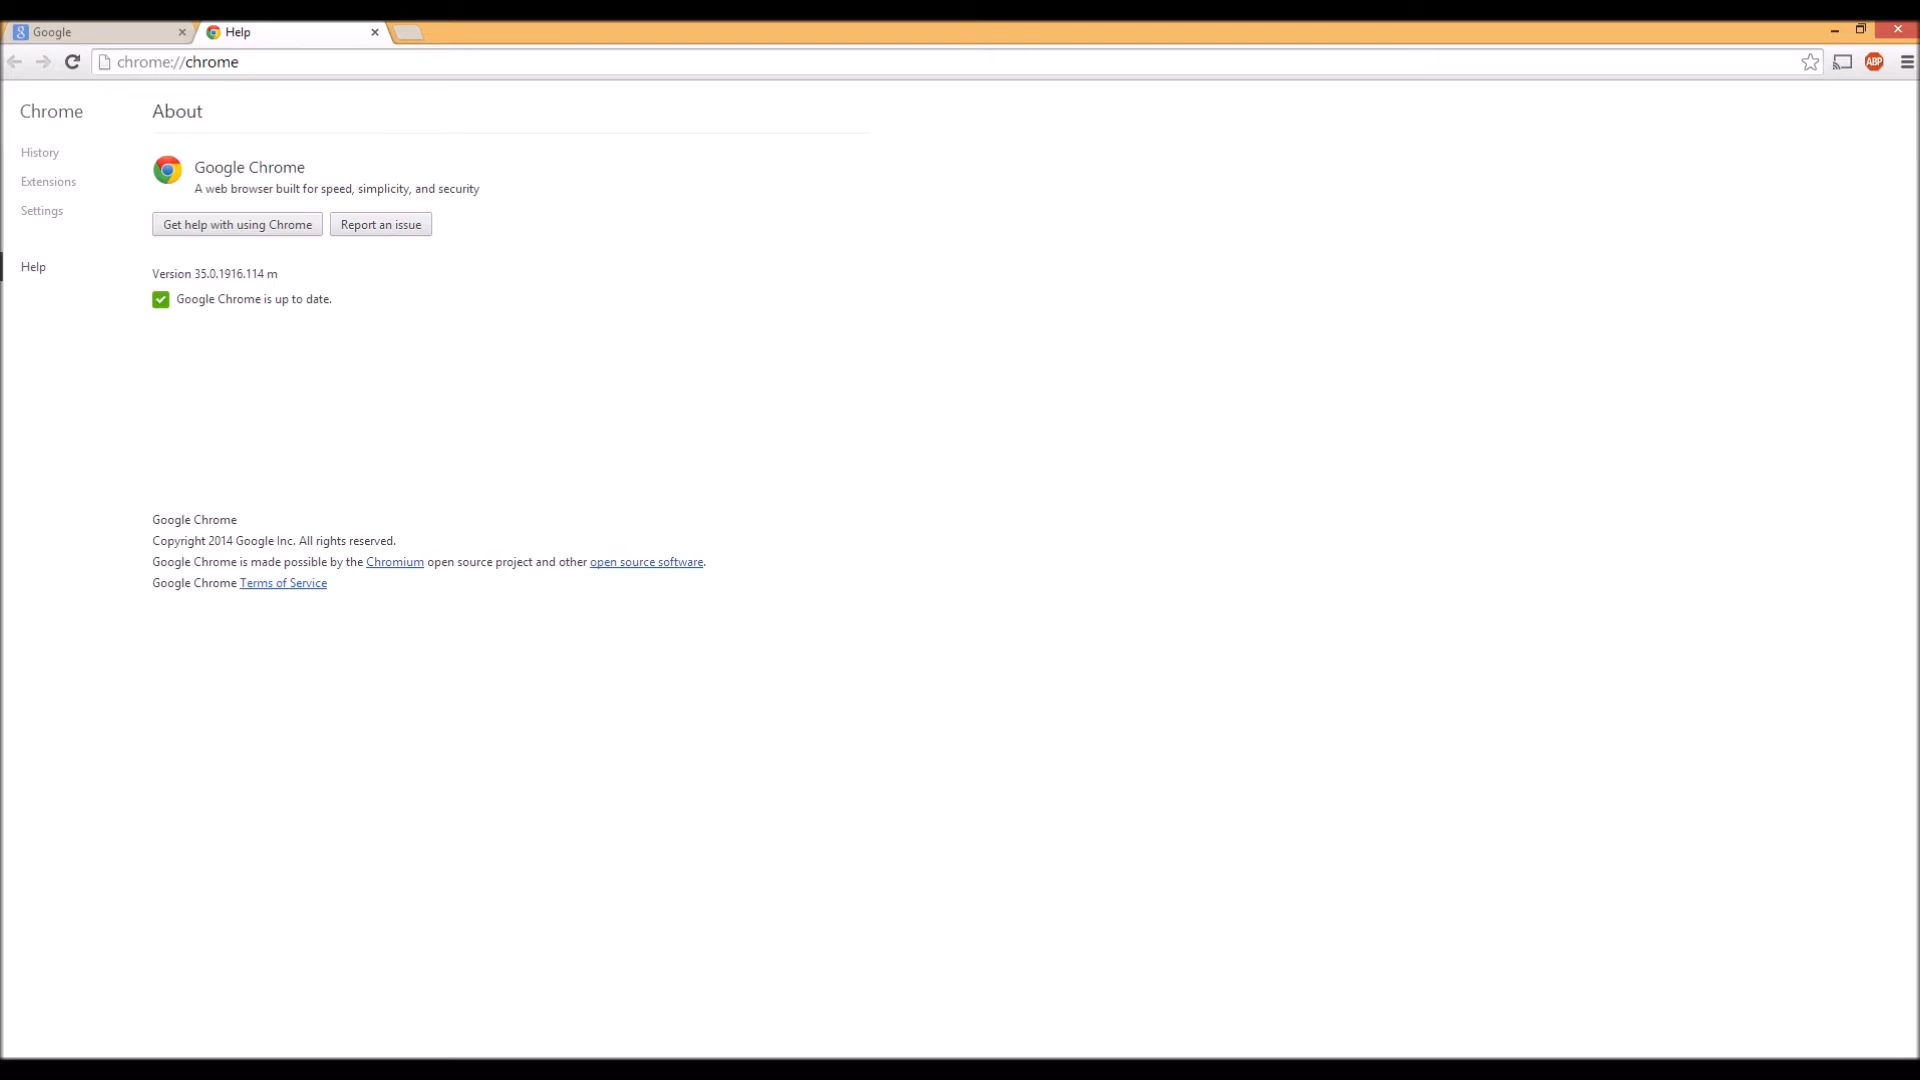 Google
Help
chrome://chrome
ABP
Chrome
About
History
Extensions
Settings
Help
Google Chrome
A web browser built for speed, simplicity, and security
Get help with using Chrome
Report an issue
Version 35.0.1916.114 m
Google Chrome is up to date.
Google Chrome
Copyright 2014 Google Inc. All rights reserved.
Google Chrome is made possible by the Chromium open source project and other open source software.
Google Chrome Terms of Service